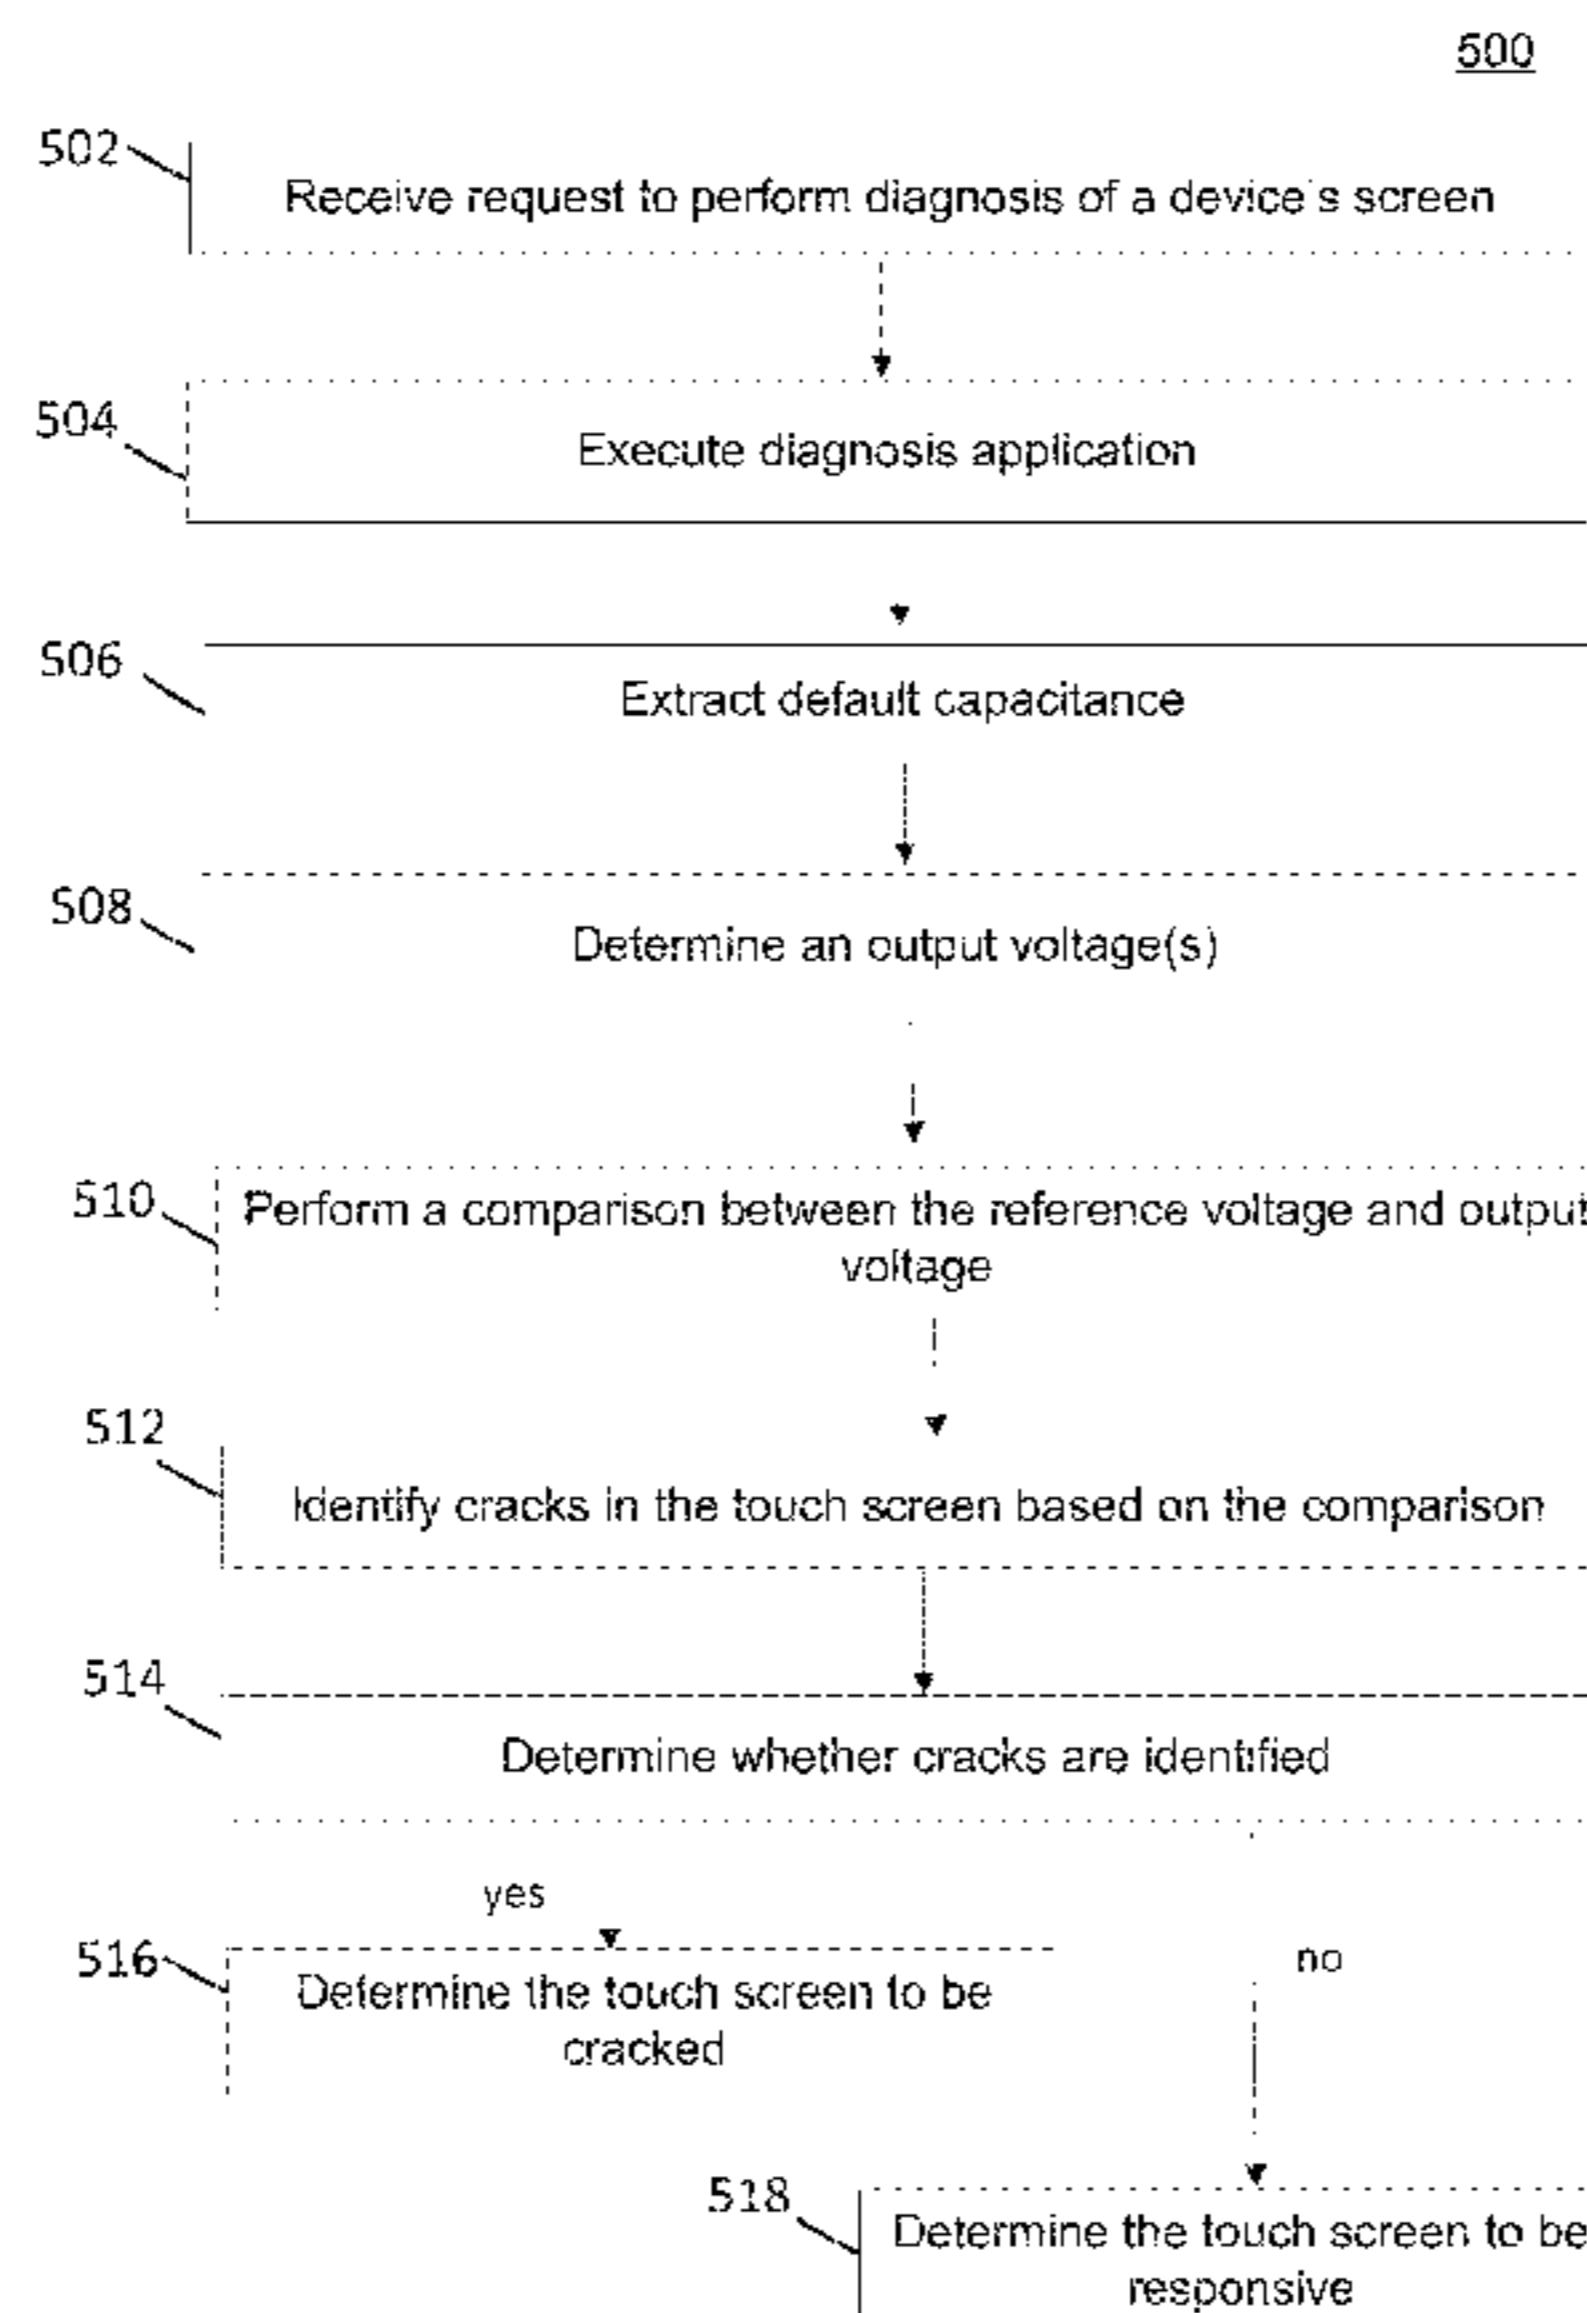 500
502
Receive request to perform diagnosis of a device's screen
504
Execute diagnosis application
506
Extract default capacitance
508
Determine an output voltage(s)
510
Perform a comparison between the reference voltage and output
voltage
512
Identify cracks in the touch screen based on the comparison
514
Determine whether cracks are identified
yes
516
no
Determine the touch screen to be
cracked
518
Determine the touch screen to be
responsive